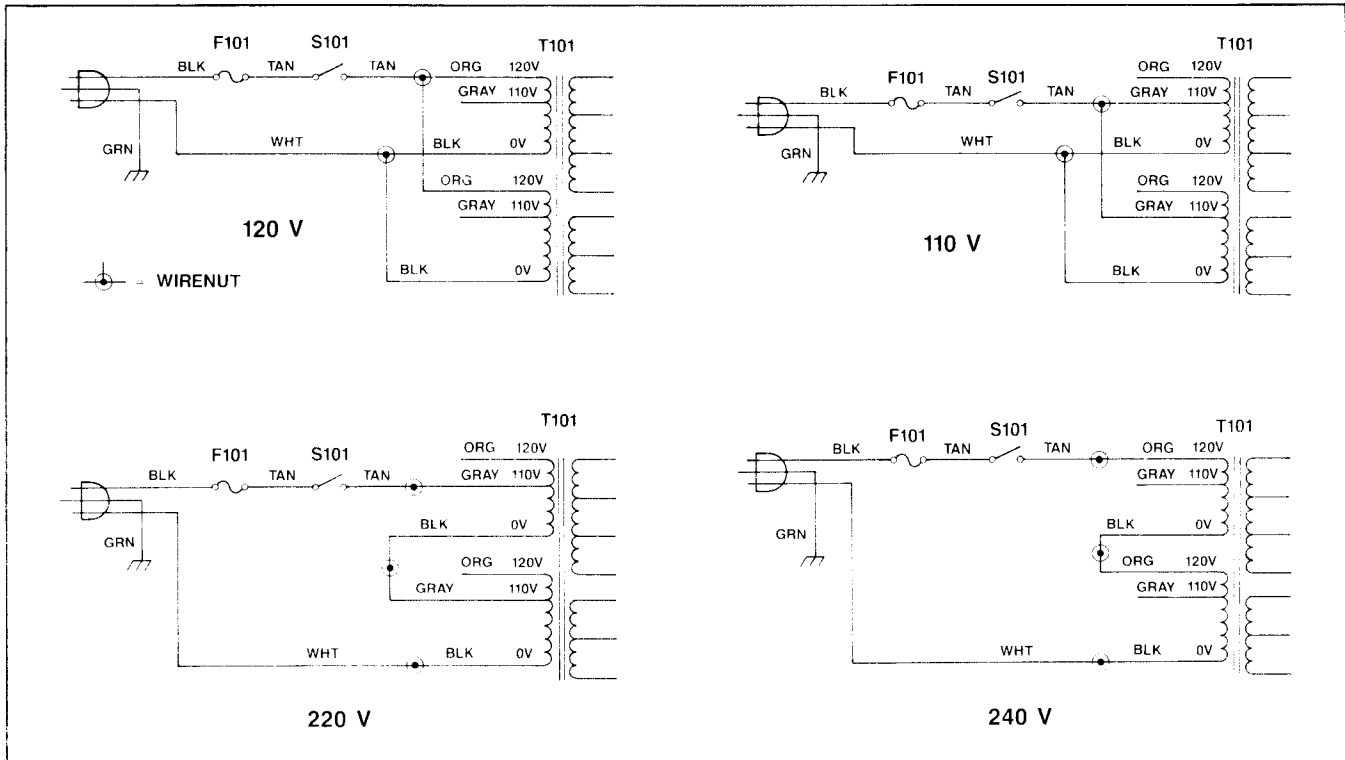 F101 S101 T101
BLK TAN TAN ORG 120V
GRAY 110V
GRN WHT BLK 0V
ORG 120V
GRAY 110V
120 V
BLK 0V
= WIRENUT
T101
F101 S101 ORG 120V
BLK TAN TAN GRAY 110V
GRN WHT BLK 0V
ORG 120V
GRAY 110V
110 V
BLK 0V
T101
F101 S101 ORG 120V
BLK TAN TAN GRAY 110V
GRN BLK 0V
ORG 120V
GRAY 110V
WHT BLK 0V
220 V
F101 S101 T101
BLK TAN TAN ORG 120V
GRAY 110V
GRN BLK 0V
ORG 120V
GRAY 110V
WHT BLK 0V
240 V